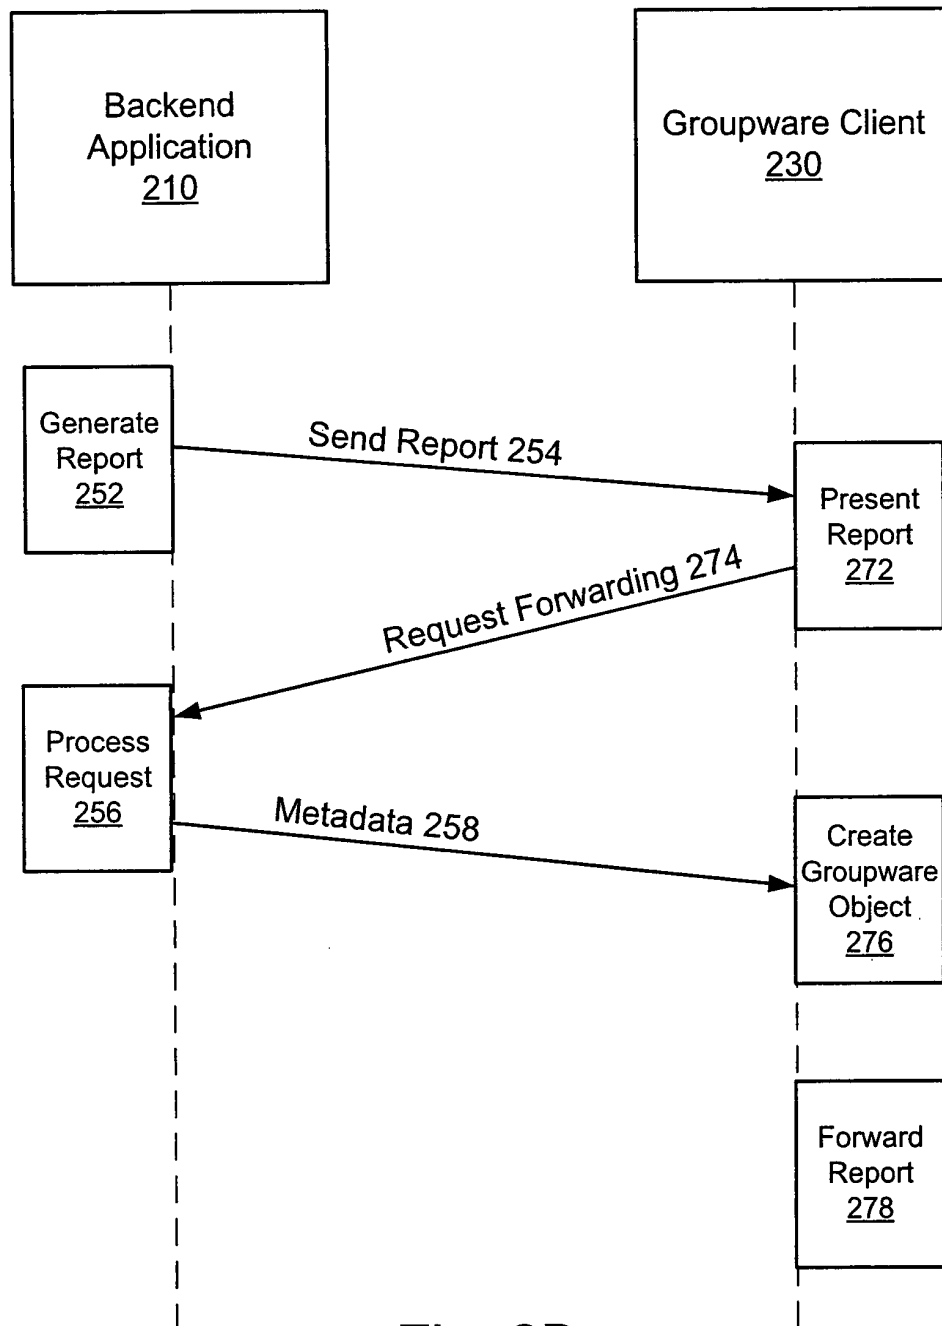 Backend
Application
210
Groupware Client
230
Generate
Report
252
Send Report 254
Present
Report
272
Request Forwarding 274
Process
Request
256
Metadata 258
Create
Groupware
Object
276
Forward
Report
278